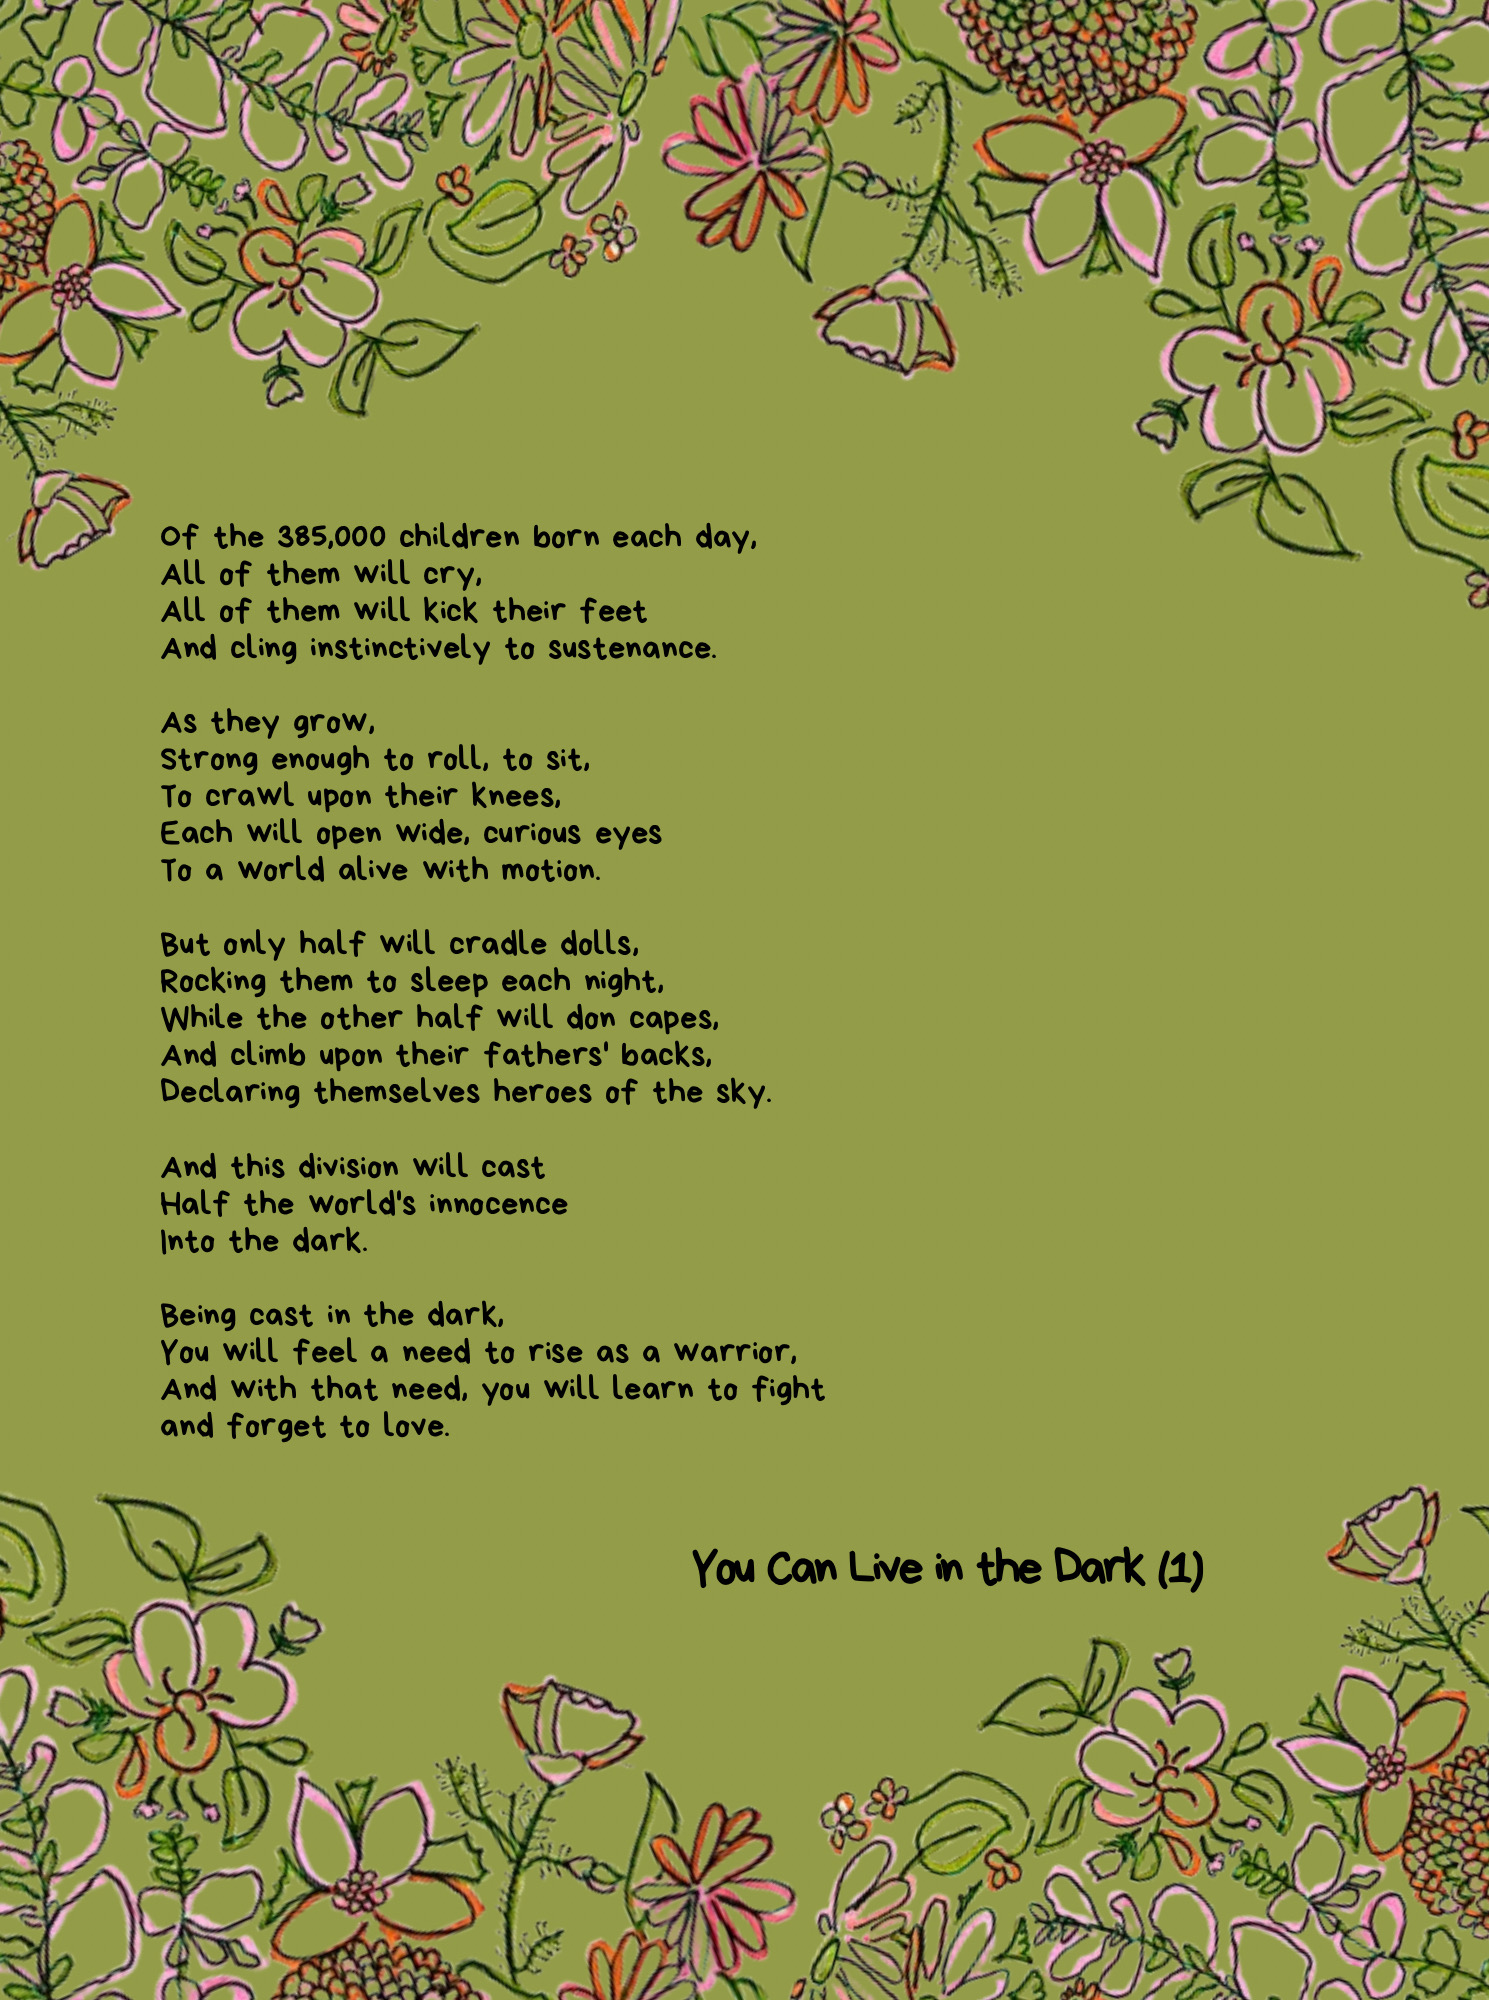 Of the 385,000 children born each day,
All of them will cry,
All of them will kick their feet
And cling instinctively to sustenance.
As they grow,
Strong enough to roll, to sit,
To crawl upon their knees,
Each will open wide, curious eyes
To a world alive with motion.
But only half will cradle dolls,
Rocking them to sleep each night,
While the other half will don capes,
And climb upon their fathers' backs,
Declaring themselves heroes of the sky.
And this division will cast
Half the world's innocence
Into the dark.
Being cast in the dark,
You will feel a need to rise as a warrior,
And with that need, you will learn to fight
and forget to love.
You Can Live in the Dark (1)